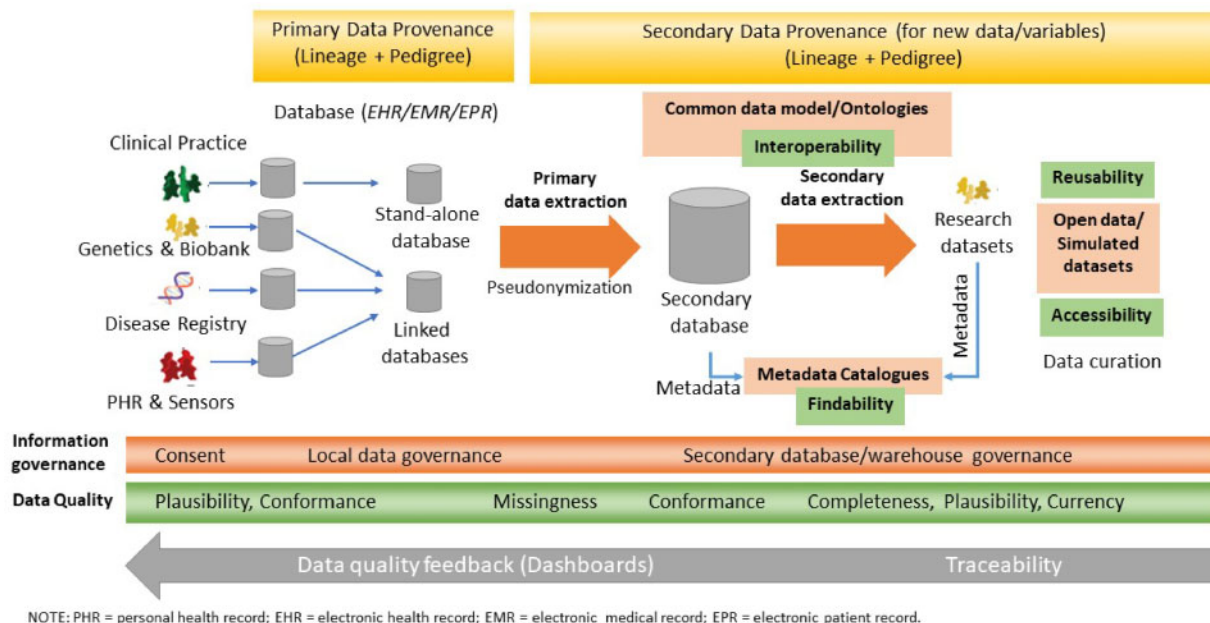 Primary Data Provenance
(Lineage + Pedigree)
Secondary Data Provenance (for new data/variables)
(Lineage + Pedigree)
Database (EHR/EMR/EPR)
Clinical Practice
Genetics & Biobank
Disease Registry
PHR & Sensors
Stand-alone
database
Linked
databases
Primary
data extraction
Pseudonymization
Common data model/Ontologies
Interoperability
Secondary
database
Secondary
data extraction
Research
datasets
Metadata
Metadata
Metadata Catalogues
Findability
Reusability
Open data/
Simulated
datasets
Accessibility
Data curation
Information
governance
Consent
Local data governance
Secondary database/warehouse governance
Data Quality
Plausibility, Conformance
Missingness
Conformance
Completeness, Plausibility, Currency
Data quality feedback (Dashboards)
Traceability
NOTE: PHR = personal health record; EHR = electronic health record; EMR = electronic medical record; EPR = electronic patient record.